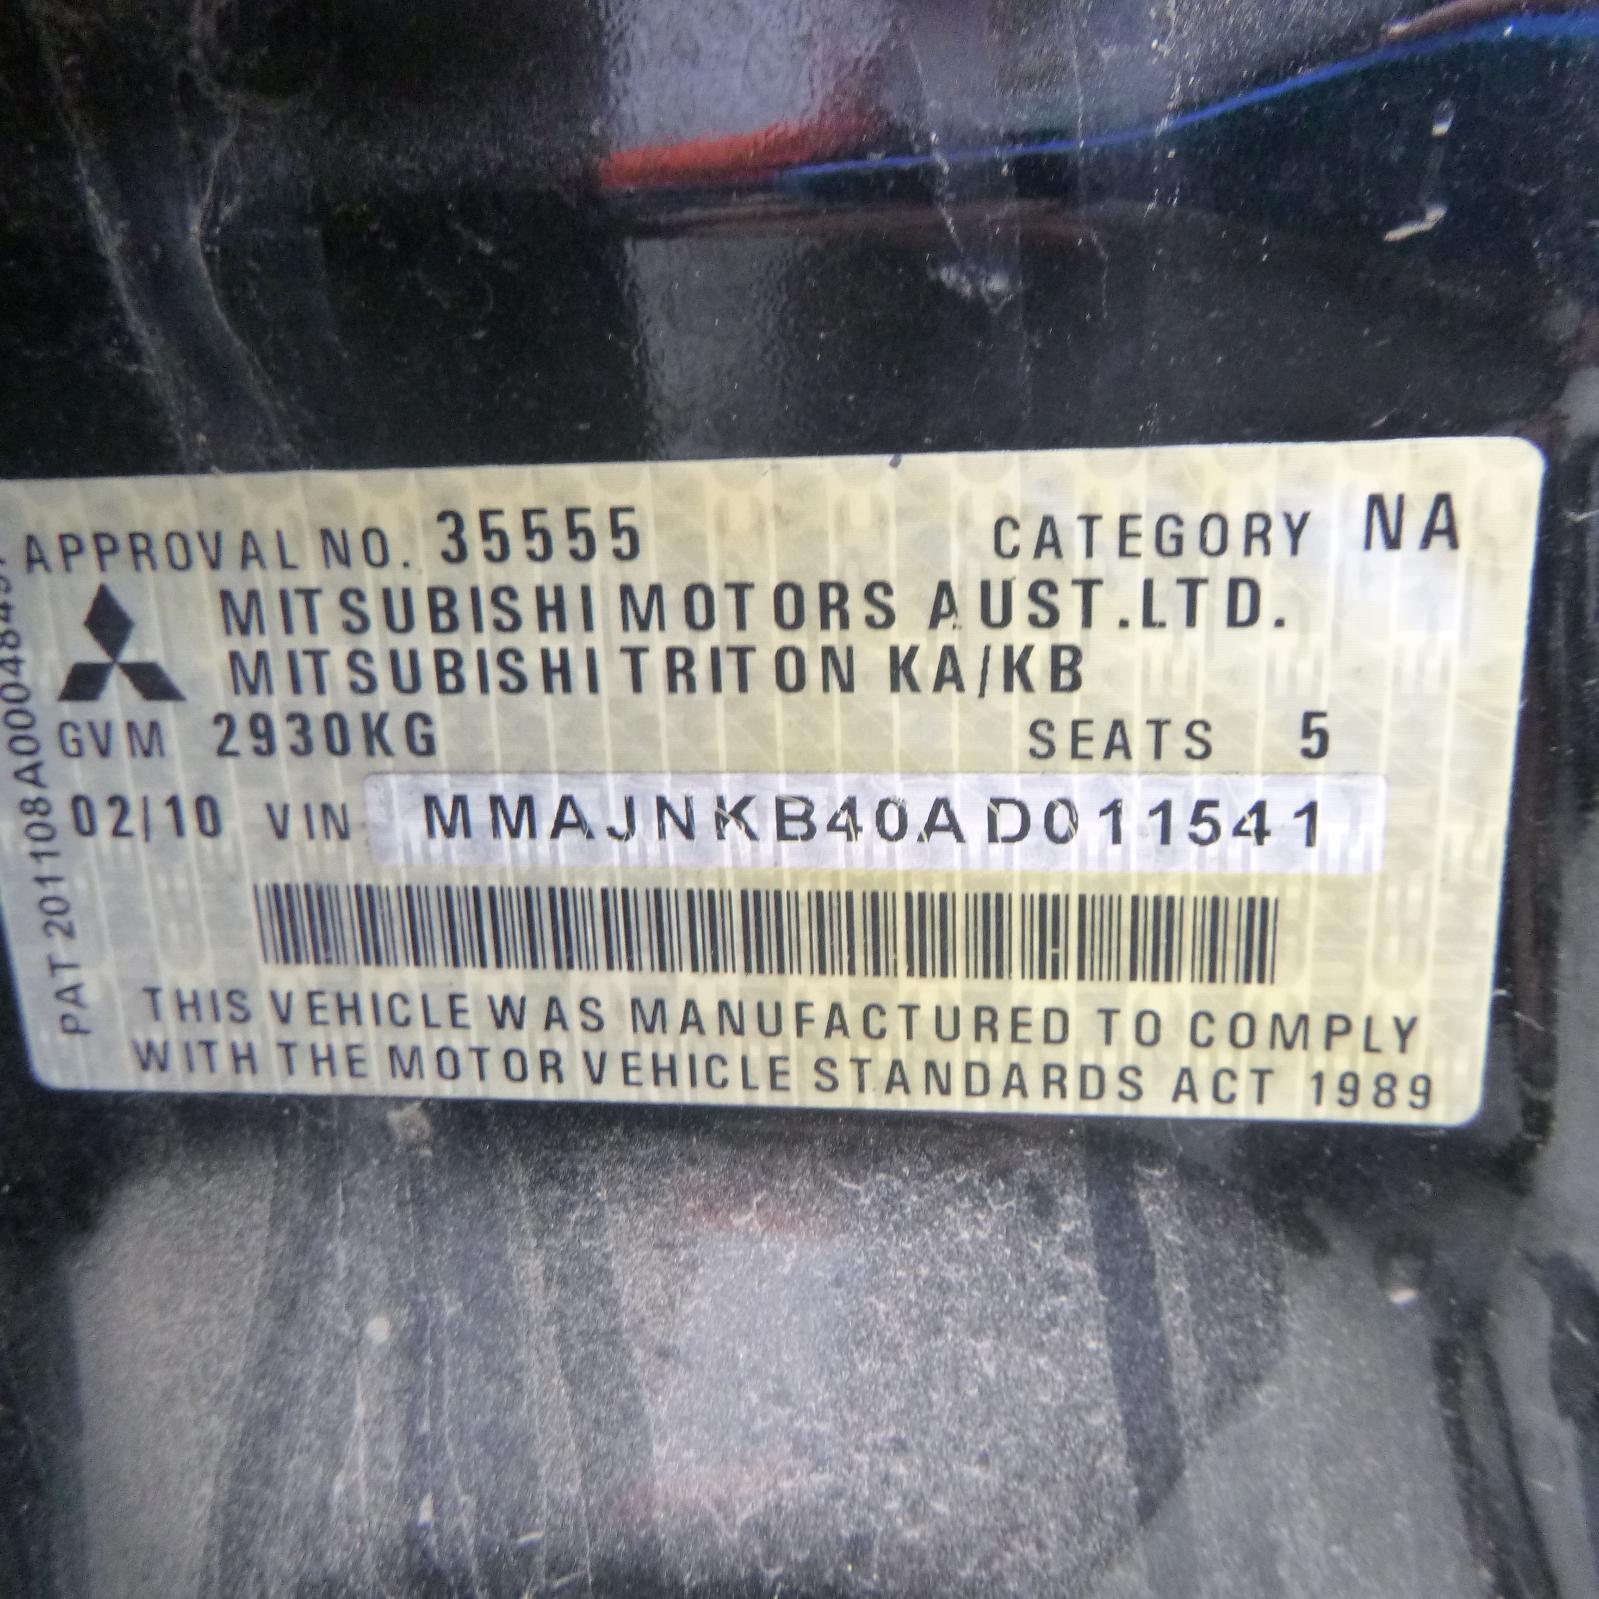 APPROVAL NO. 35555 CATEGORY NA
MITSUBISHI MOTORS AUST.LTD.
MITSUBISHI TRITON KA/KB
GVM 2930KG SEATS 5
02/10 VIN MMAJNKB40AD011541
THIS VEHICLE WAS MANUFACTURED TO COMPLY
WITH THE MOTOR VEHICLE STANDARDS ACT 1989
PAT 201108